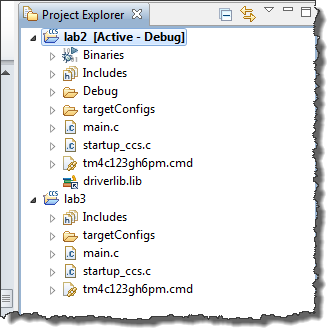 Project Explorer
lab2 [Active - Debug]
Binaries
Includes
Debug
targetConfigs
main.c
startup_ccs.c
tm4c123gh6pm.cmd
driverlib.lib
lab3
Includes
targetConfigs
main.c
startup_ccs.c
tm4c123gh6pm.cmd